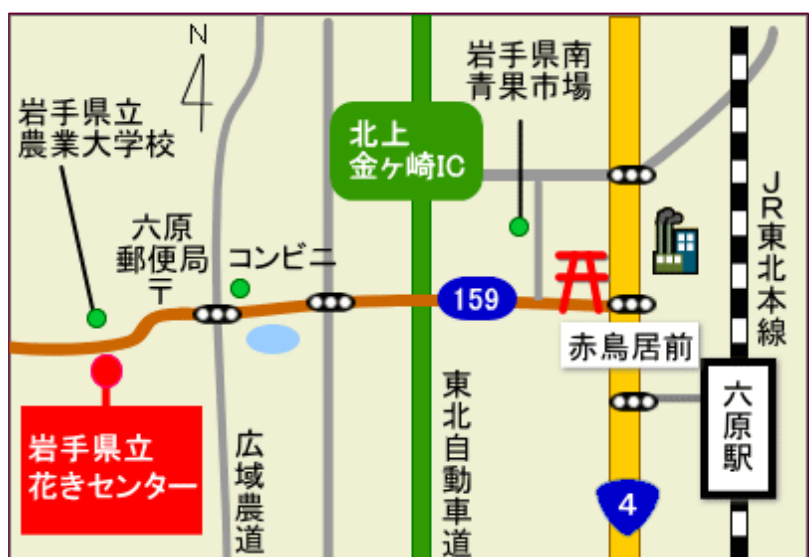 N
岩手県南
青果市場
岩手県立
農業大学校
北上
金ヶ崎IC
JR東北本線
六原
郵便局
〒
コンビニ
159
赤鳥居前
六原駅
岩手県立
花きセンター
広域農道
東北自動車道
4